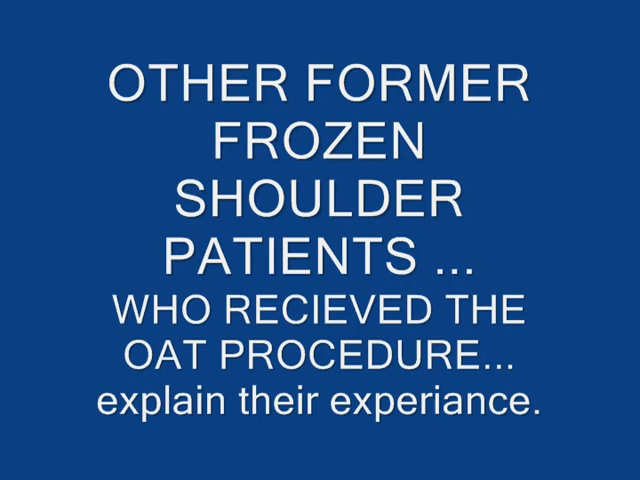 OTHER FORMER
FROZEN
SHOULDER
PATIENTS ...
WHO RECIEVED THE
OAT PROCEDURE...
explain their experiance.